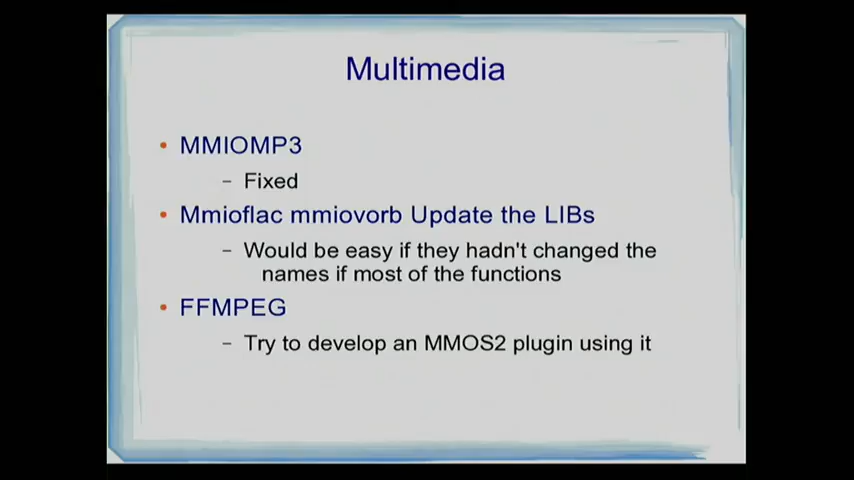 Multimedia
• MMIOMP3
– Fixed
• Mmioflac mmiovorb Update the LIBs
– Would be easy if they hadn't changed the
names if most of the functions
• FFMPEG
– Try to develop an MMOS2 plugin using it